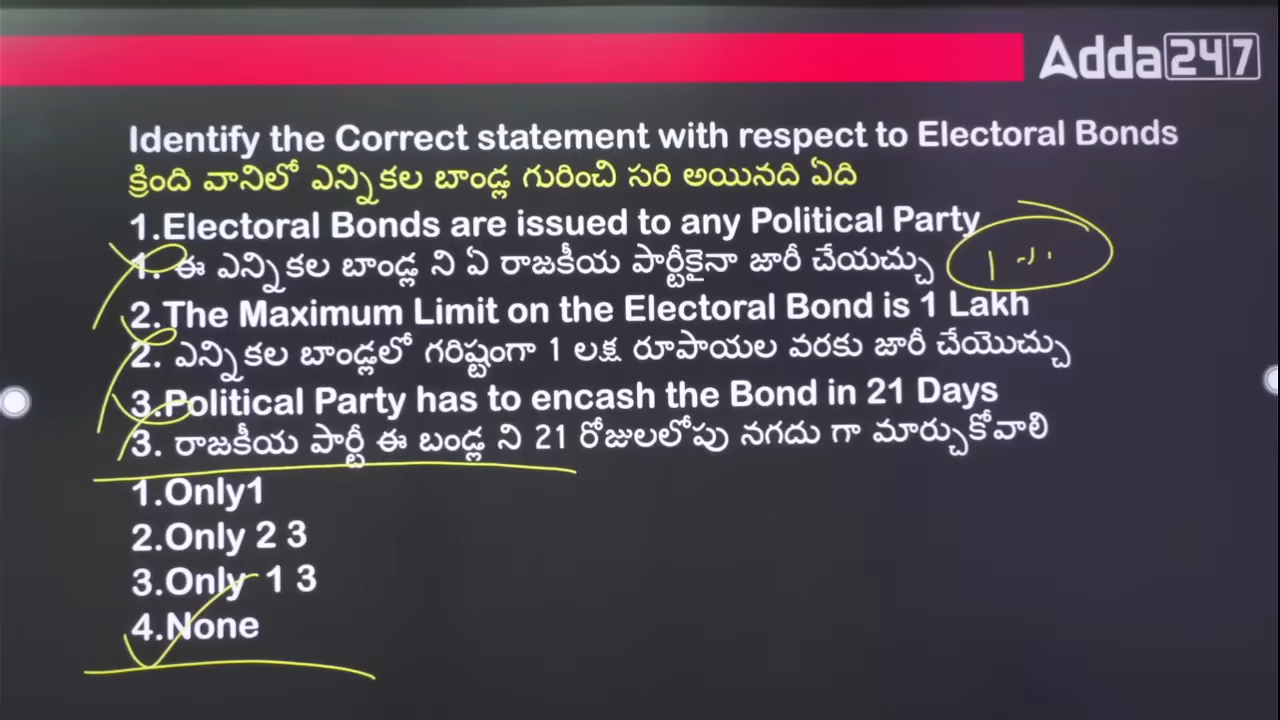 Adda247
Identify the Correct statement with respect to Electoral Bonds
క్రింది వానిలో ఎన్నికల బాండ్ల గురించి సరి అయినది ఏది
1.Electoral Bonds are issued to any Political Party
1. ఈ ఎన్నికల బాండ్ల ని ఏ రాజకీయ పార్టీకైనా జారీ చేయచ్చు
2.The Maximum Limit on the Electoral Bond is 1 Lakh
2. ఎన్నికల బాండ్లలో గరిష్టంగా 1 లక్ష రూపాయల వరకు జారీ చేయొచ్చు
3.Political Party has to encash the Bond in 21 Days
3. రాజకీయ పార్టీ ఈ బండ్ల ని 21 రోజులలోపు నగదు గా మార్చుకోవాలి
1.Only1
2.Only 2 3
3.Only 1 3
4.None